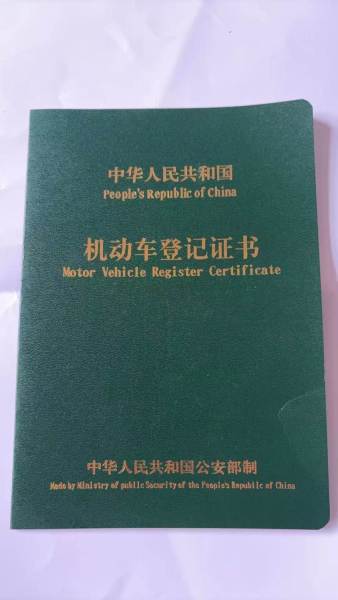 中华人民共和国
People's Republic of China
机动车登记证书
Motor Vehicle Register Certificate
中华人民共和国公安部制
Made by Ministry of public Security of the People's Republic of China